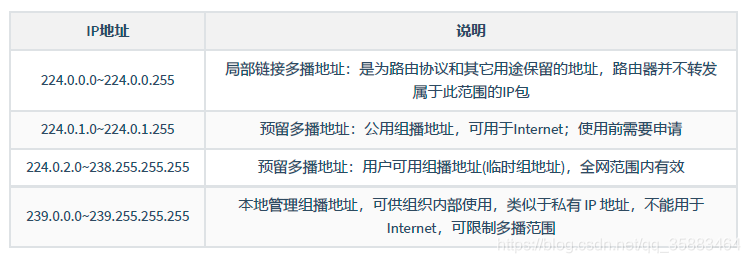 IP地址
说明
224.0.0.0~224.0.0.255
局部链接多播地址：是为路由协议和其它用途保留的地址，路由器并不转发
属于此范围的IP包
224.0.1.0~224.0.1.255
预留多播地址：公用组播地址，可用于Internet；使用前需要申请
224.0.2.0~238.255.255.255
预留多播地址：用户可用组播地址(临时组地址)，全网范围内有效
239.0.0.0~239.255.255.255
本地管理组播地址，可供组织内部使用，类似于私有 IP 地址，不能用于
Internet，可限制多播范围
https://blog.csdn.net/qq_35883464